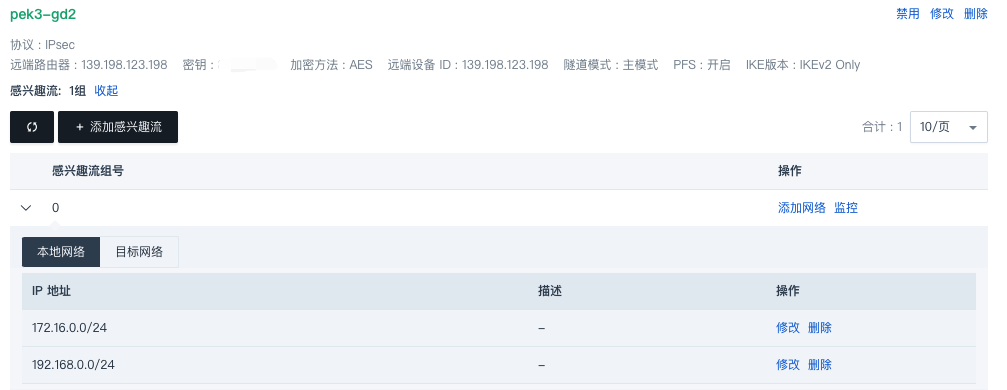 pek3-gd2 禁用 修改 删除
协议 : IPsec
远端路由器 : 139.198.123.198 密钥 : 加密方法 : AES 远端设备 ID : 139.198.123.198 隧道模式 : 主模式 PFS : 开启 IKE版本 : IKEv2 Only
感兴趣流: 1组 收起
+ 添加感兴趣流 合计 : 1 10/页
感兴趣流组号 操作
0 添加网络 监控
本地网络 目标网络
IP 地址 描述 操作
172.16.0.0/24 – 修改 删除
192.168.0.0/24 – 修改 删除